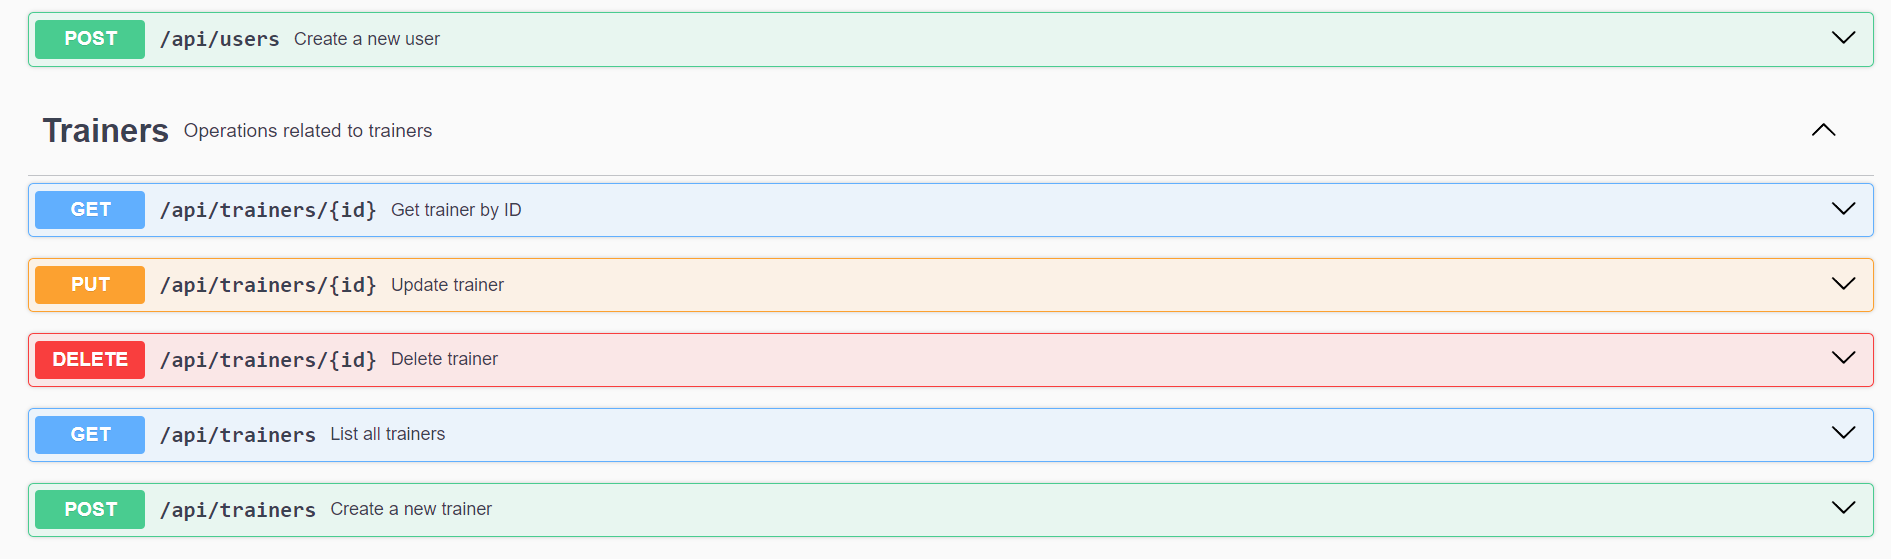 POST /api/users Create a new user
Trainers Operations related to trainers
GET /api/trainers/{id} Get trainer by ID
PUT /api/trainers/{id} Update trainer
DELETE /api/trainers/{id} Delete trainer
GET /api/trainers List all trainers
POST /api/trainers Create a new trainer